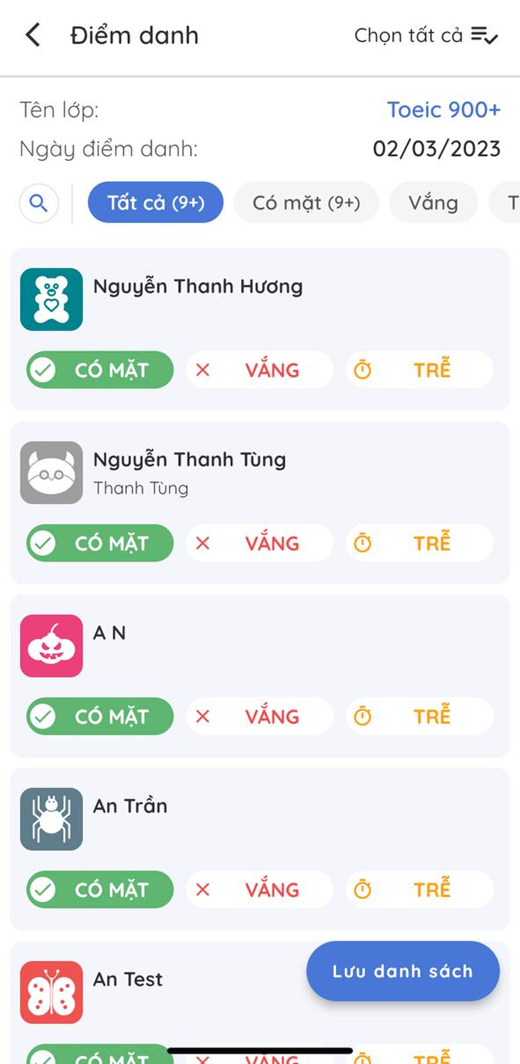 Điểm danh
Chọn tất cả
Tên lớp: Toeic 900+
Ngày điểm danh: 02/03/2023
Tất cả (9+) Có mặt (9+) Vắng T
Nguyễn Thanh Hương
CÓ MẶT VẮNG TRỄ
Nguyễn Thanh Tùng
Thanh Tùng
CÓ MẶT VẮNG TRỄ
A N
CÓ MẶT VẮNG TRỄ
An Trần
CÓ MẶT VẮNG TRỄ
An Test
Lưu danh sách
CÓ MẶT VẮNG TRỄ